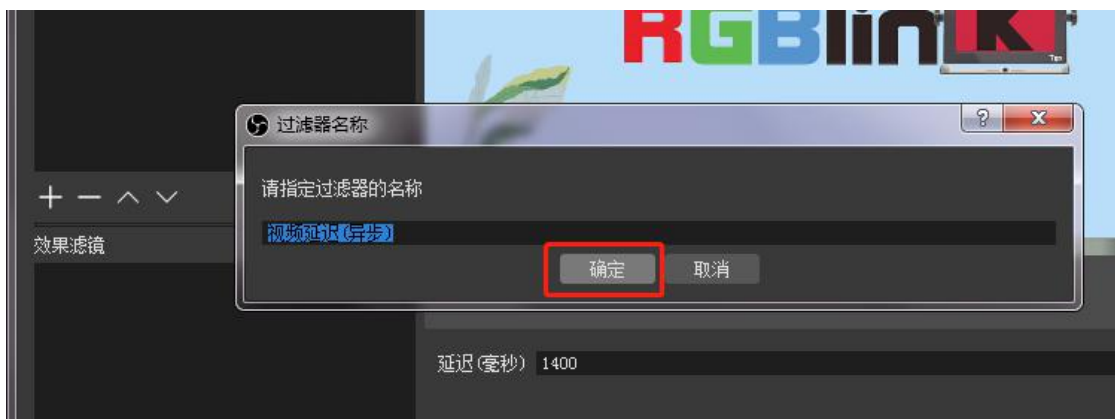 RGBlink
过滤器名称
请指定过滤器的名称
视频延迟(异步)
确定 取消
效果滤镜
延迟(毫秒) 1400